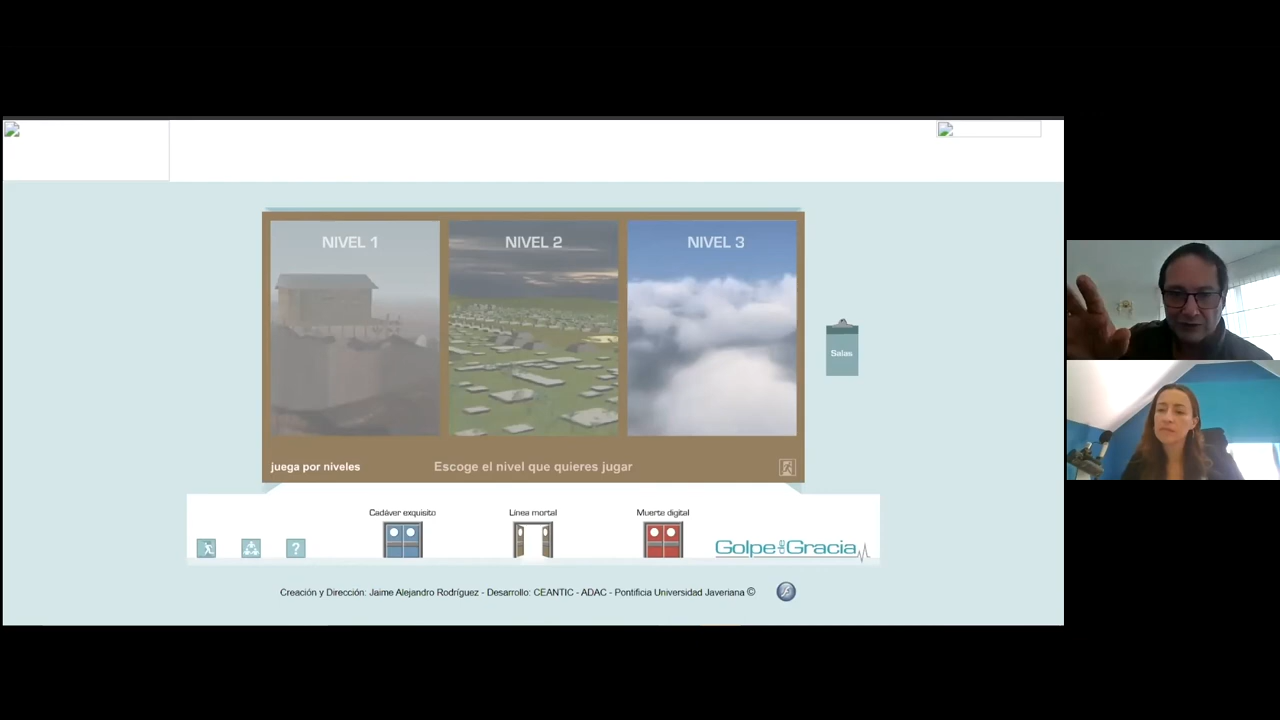 NIVEL 1
NIVEL 2
NIVEL 3
Salas
juega por niveles
Escoge el nivel que quieres jugar
Cadáver exquisito
Línea mortal
Muerte digital
?
Golpe de Gracia
Creación y Dirección: Jaime Alejandro Rodríguez - Desarrollo: CEANTIC - ADAC - Pontificia Universidad Javeriana ©